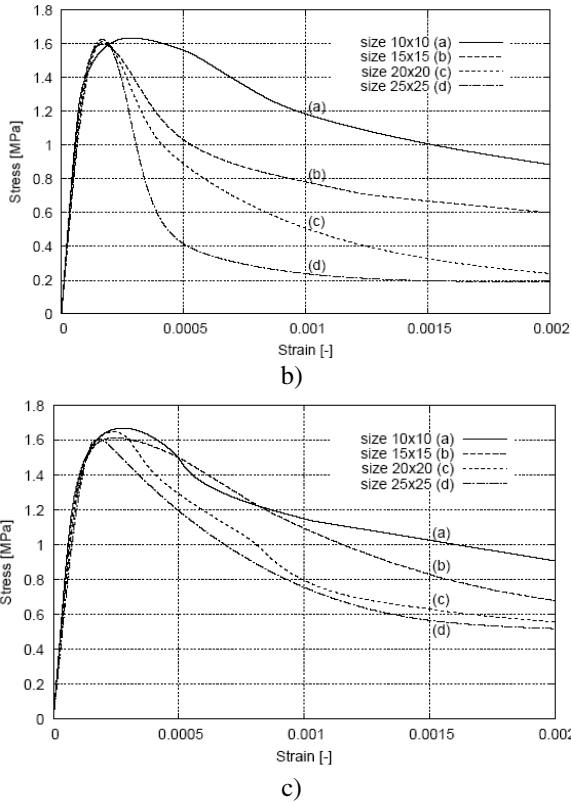 1.8
1.6
1.4
1.2
1
0.8
0.6
0.4
0.2
0
Stress [MPa]
size 10x10 (a)
size 15x15 (b)
size 20x20 (c)
size 25x25 (d)
(a)
(b)
(c)
(d)
0 0.0005 0.001 0.0015 0.002
Strain [-]
b)
1.8
1.6
1.4
1.2
1
0.8
0.6
0.4
0.2
0
Stress [MPa]
size 10x10 (a)
size 15x15 (b)
size 20x20 (c)
size 25x25 (d)
(a)
(b)
(c)
(d)
0 0.0005 0.001 0.0015 0.002
Strain [-]
c)